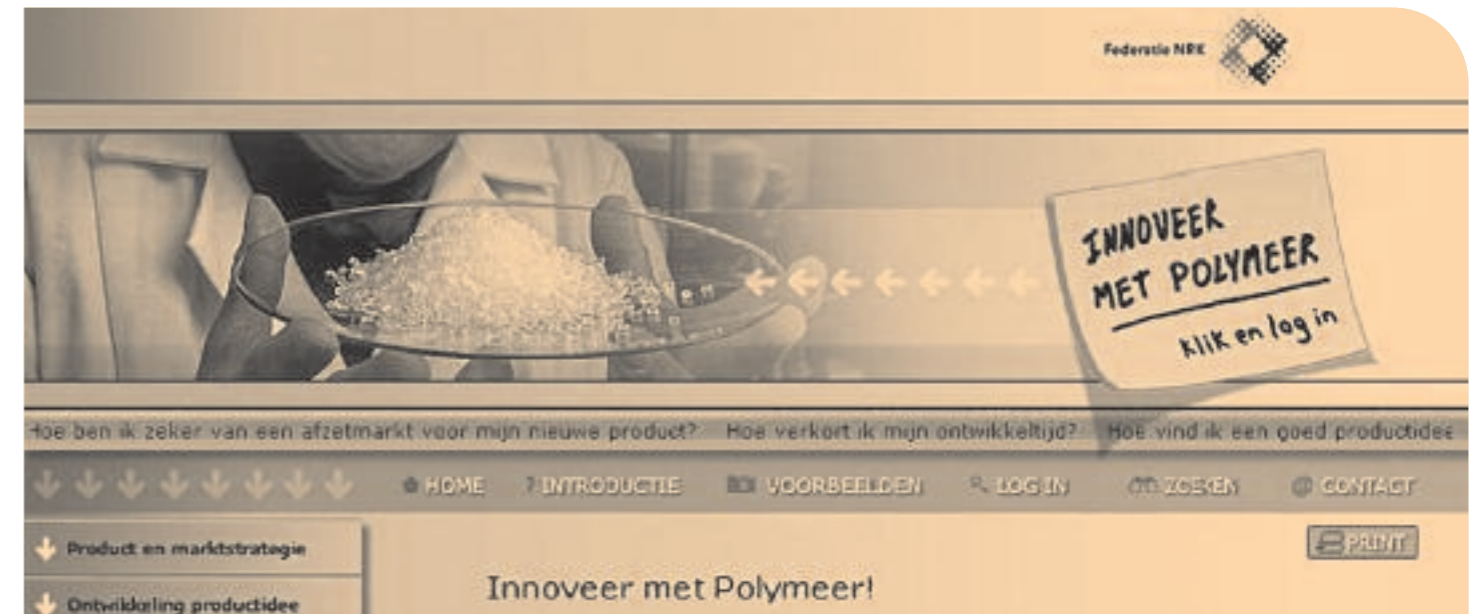 Federatie NRK
INNOVEER
MET POLYMEER
klik en log in
Hoe ben ik zeker van een afzetmarkt voor mijn nieuwe product? Hoe verkort ik mijn ontwikkeltijd? Hoe vind ik een goed productidee
HOME ? INTRODUCTIE VOORBEELDEN LOG IN ZOEKEN @ CONTACT
Product en marktstrategie
PRINT
Innoveer met Polymeer!
Ontwikkeling productidee